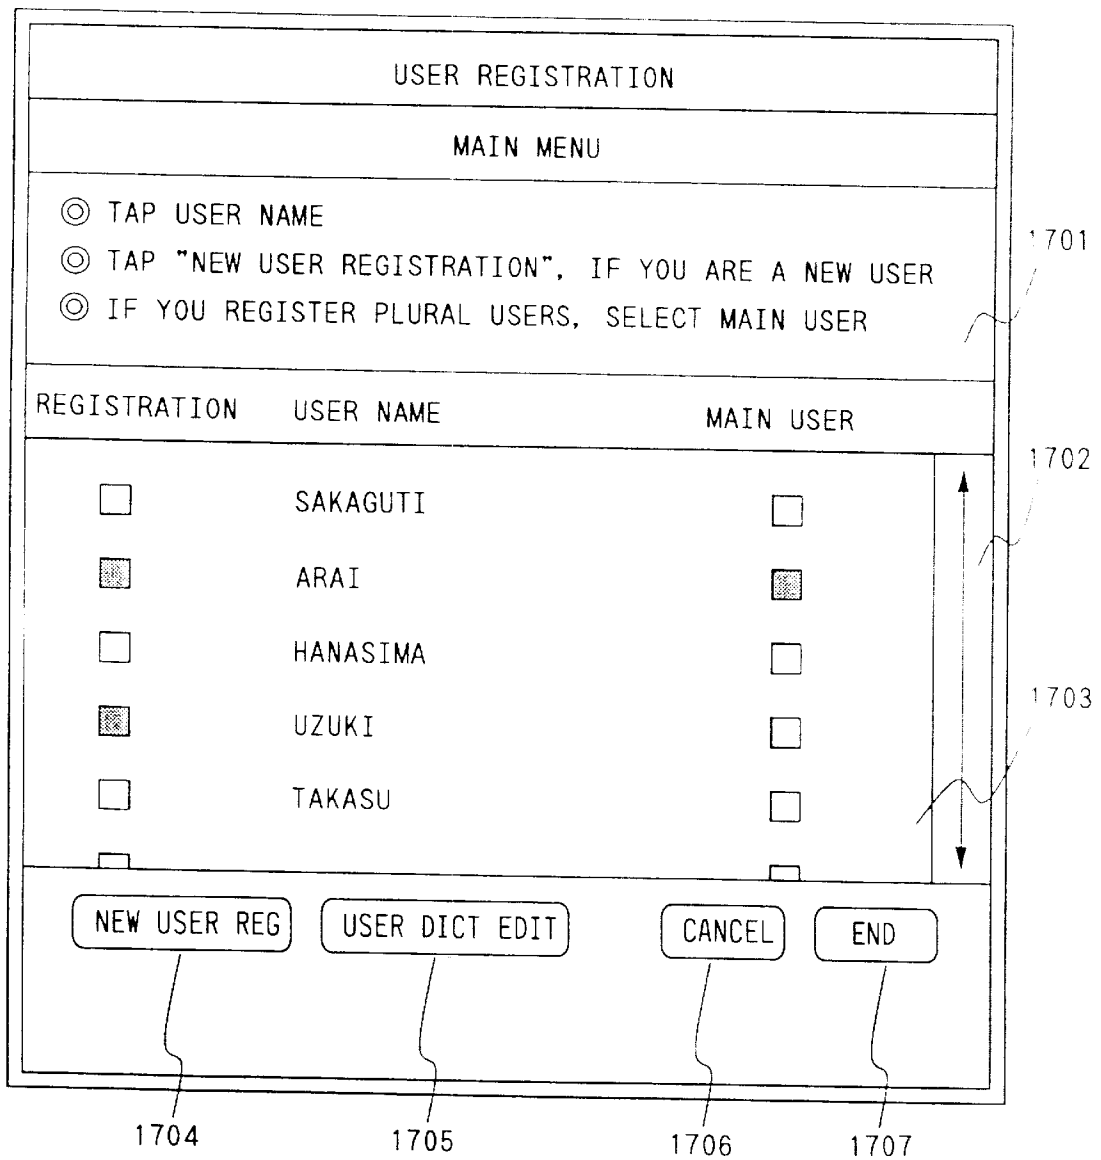 USER REGISTRATION
MAIN MENU
◎ TAP USER NAME
◎ TAP "NEW USER REGISTRATION", IF YOU ARE A NEW USER
◎ IF YOU REGISTER PLURAL USERS, SELECT MAIN USER
1701
REGISTRATION USER NAME MAIN USER
1702
SAKAGUTI
ARAI
HANASIMA
1703
UZUKI
TAKASU
NEW USER REG USER DICT EDIT CANCEL END
1704 1705 1706 1707